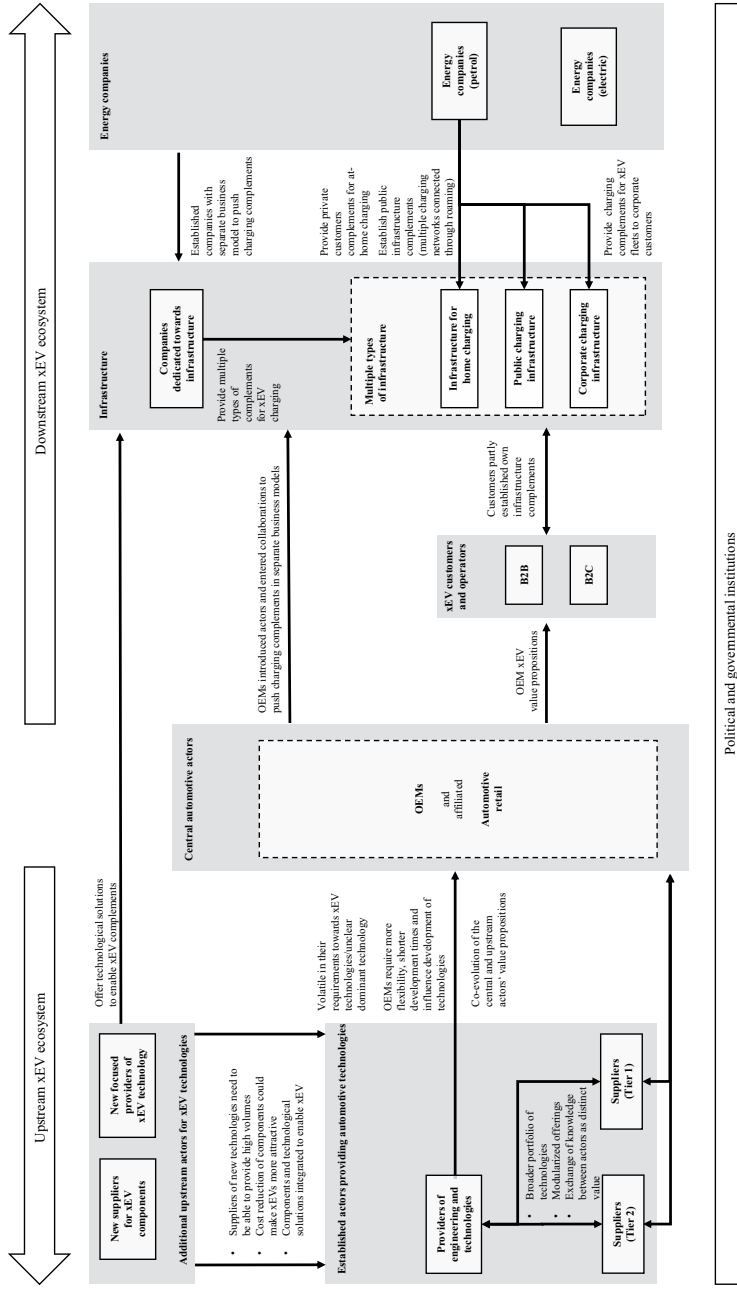 Upstream xEV ecosystem
Downstream xEV ecosystem
New suppliers
for xEV
components
New focused
providers of
xEV technology
Additional upstream actors for xEV technologies
Offer technological solutions
to enable xEV complements
• Suppliers of new technologies need to
be able to provide high volumes
• Cost reduction of components could
make xEVs more attractive
• Components and technological
solutions integrated to enable xEV
Volatile in their
requirements towards xEV
technologies/unclear
dominant technology
Established actors providing automotive technologies
Providers of
engineering and
technologies
• Broader portfolio of
technologies
• Modularized offerings
• Exchange of knowledge
between actors as distinct
value
Suppliers
(Tier 2)
Suppliers
(Tier 1)
OEMs require more
flexibility, shorter
development times and
influence development of
technologies
Co-evolution of the
central and upstream
actors‘ value propositions
Central automotive actors
OEMs
and
affiliated
Automotive
retail
OEMs introduced actors and entered collaborations to
push charging complements in separate business models
OEM xEV
value propositions
xEV customers
and operators
B2B
B2C
Customers partly
established own
infrastructure
complements
Infrastructure
Companies
dedicated towards
infrastructure
Provide multiple
types of
complements
for xEV
charging
Multiple types
of infrastructure
Infrastructure for
home charging
Public charging
infrastructure
Corporate charging
infrastructure
Established
companies with
separate business
model to push
charging complements
Provide private
customers
complements for at-
home charging
Establish public
infrastructure
complements
(multiple charging
networks connected
through roaming)
Provide charging
complements for xEV
fleets to corporate
customers
Energy companies
Energy
companies
(petrol)
Energy
companies
(electric)
Political and governmental institutions